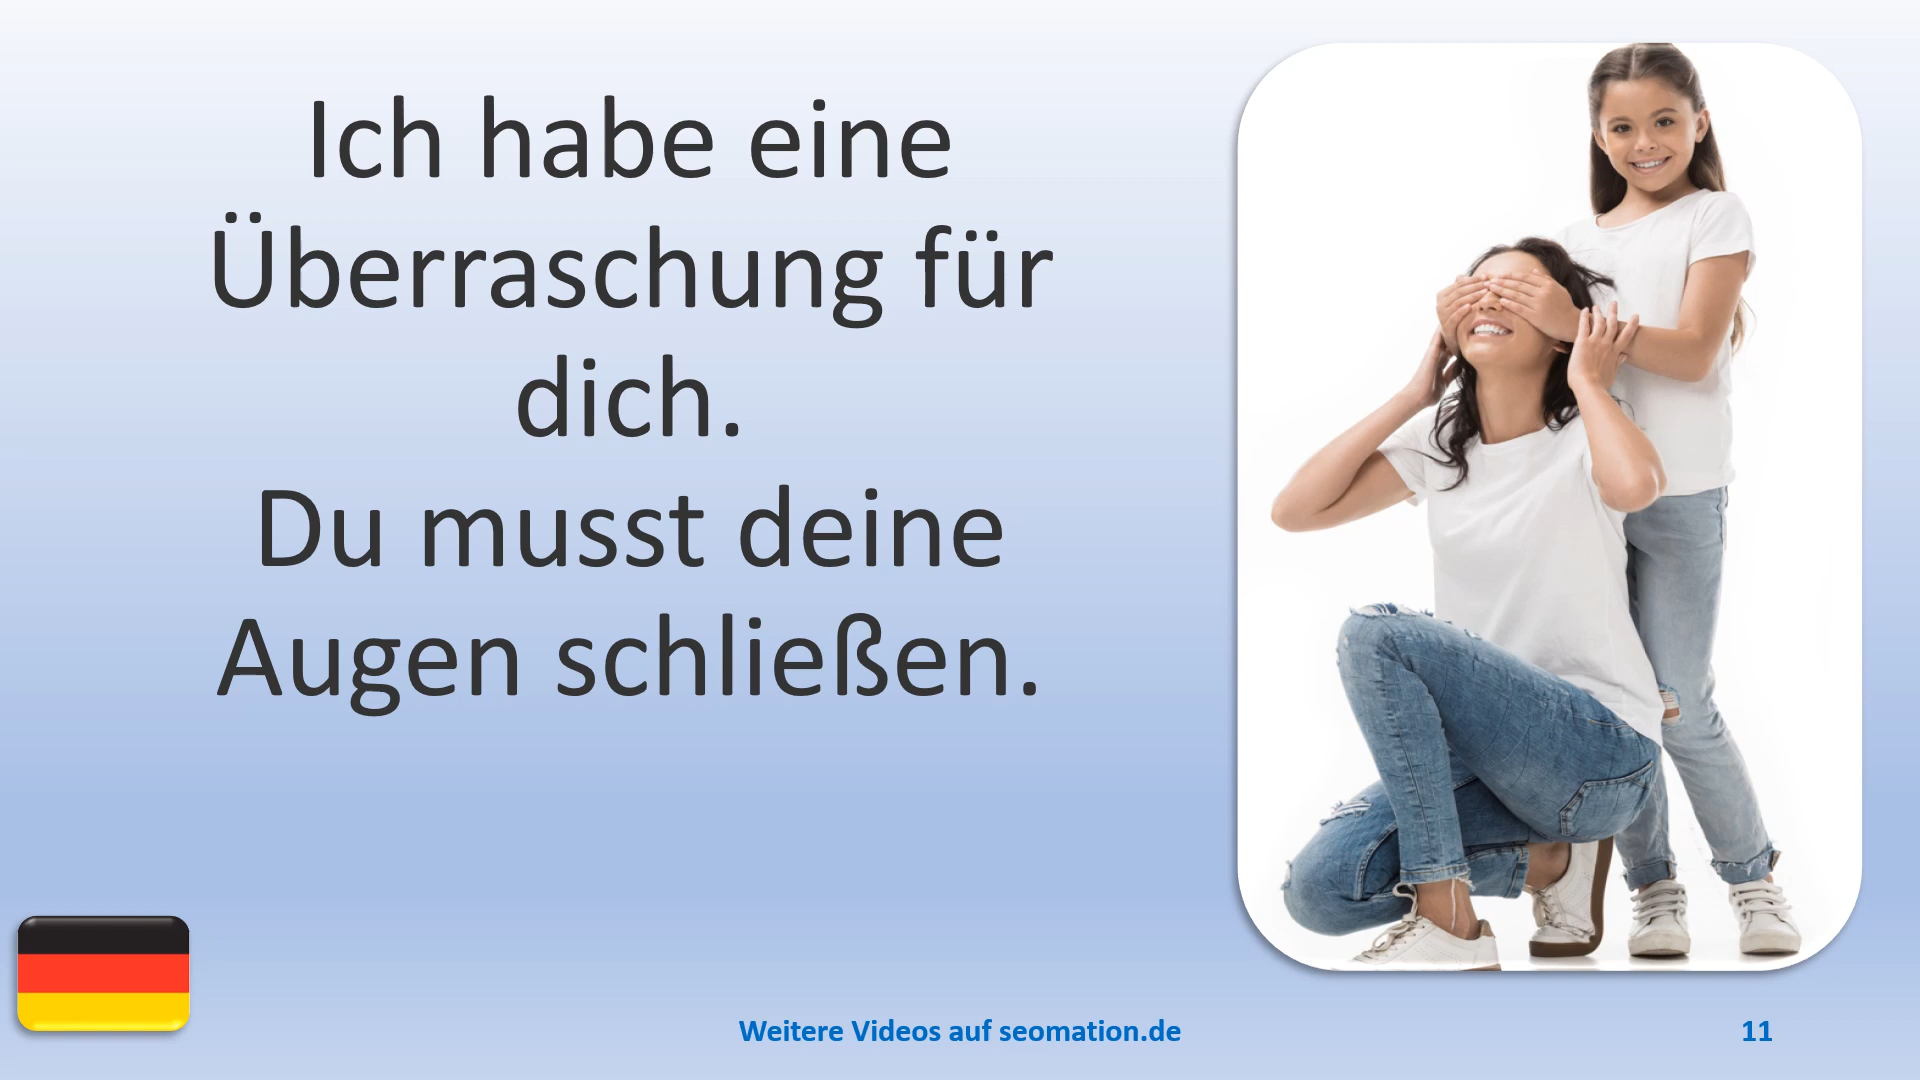 Ich habe eine
Überraschung für
dich.
Du musst deine
Augen schließen.
Weitere Videos auf seomation.de
11